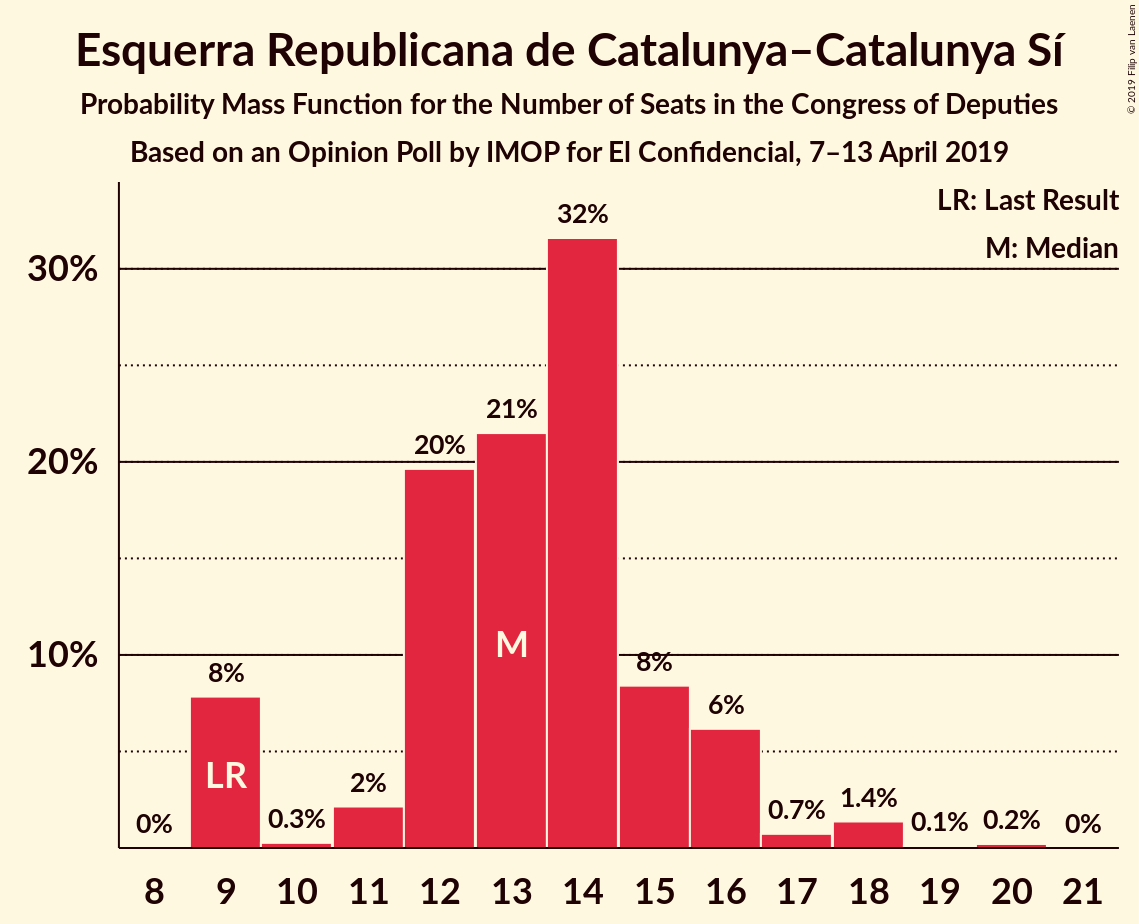 Esquerra Republicana de Catalunya–Catalunya Sí
Probability Mass Function for the Number of Seats in the Congress of Deputies
Based on an Opinion Poll by IMOP for El Confidencial, 7–13 April 2019
© 2019 Filip van Laenen
LR: Last Result
M: Median
30%
20%
10%
0%
8%
0.3%
2%
20%
21%
32%
8%
6%
0.7%
1.4%
0.1%
0.2%
0%
LR
M
8 9 10 11 12 13 14 15 16 17 18 19 20 21